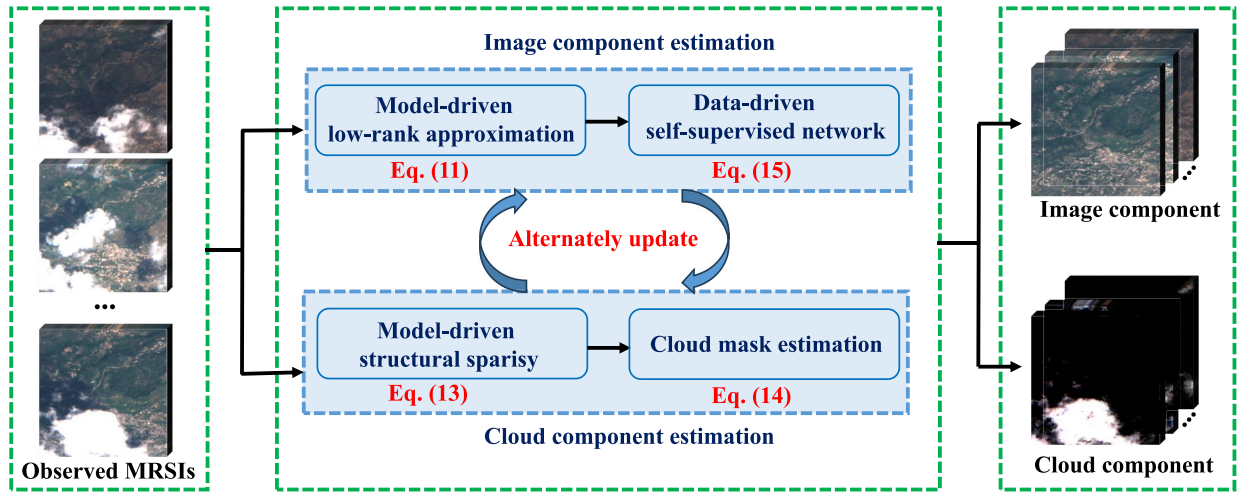 ...
Observed MRSIs
Image component estimation
Model-driven
low-rank approximation
Eq. (11)
Data-driven
self-supervised network
Eq. (15)
Alternately update
Model-driven
structural sparisy
Eq. (13)
Cloud mask estimation
Eq. (14)
Cloud component estimation
...
Image component
...
Cloud component